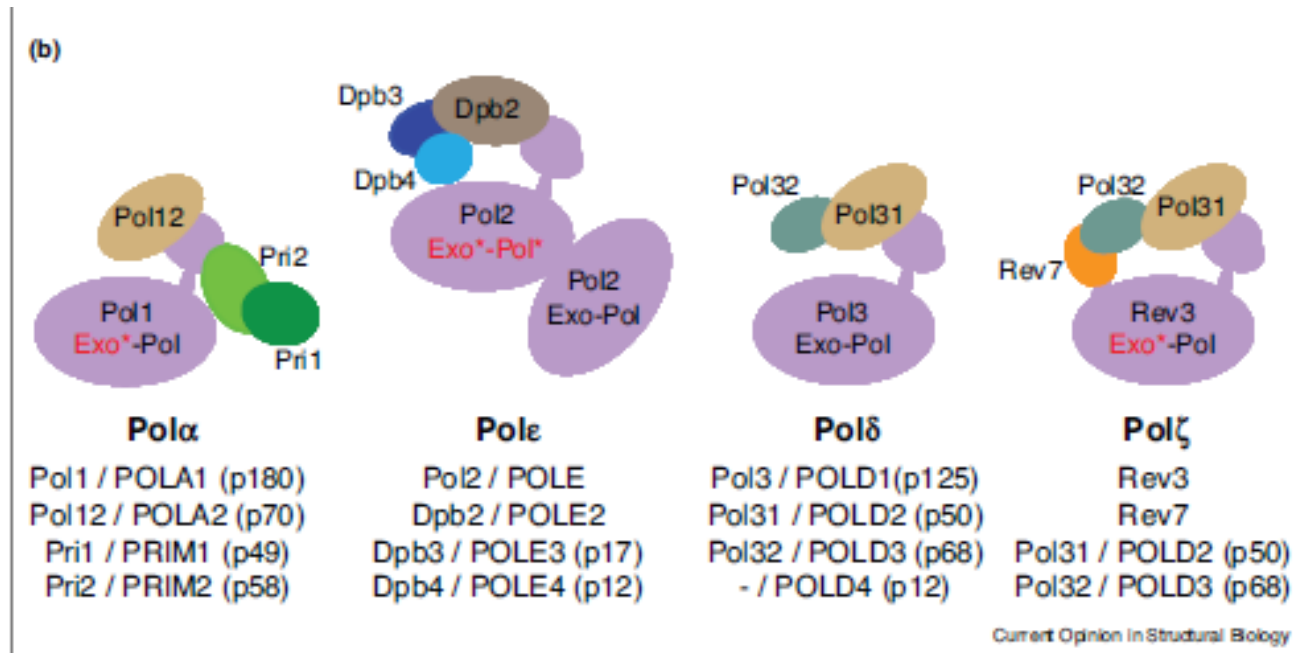 (b)
Dpb3
Dpb2
Dpb4
Pol2
Exo*-Pol*
Pol2
Exo-Pol
Pol12
Pri2
Pol1
Exo*-Pol
Pri1
Pol32
Pol31
Pol3
Exo-Pol
Pol32
Pol31
Rev7
Rev3
Exo*-Pol
Polα
Pol1 / POLA1 (p180)
Pol12 / POLA2 (p70)
Pri1 / PRIM1 (p49)
Pri2 / PRIM2 (p58)
Polε
Pol2 / POLE
Dpb2 / POLE2
Dpb3 / POLE3 (p17)
Dpb4 / POLE4 (p12)
Polδ
Pol3 / POLD1(p125)
Pol31 / POLD2 (p50)
Pol32 / POLD3 (p68)
- / POLD4 (p12)
Polζ
Rev3
Rev7
Pol31 / POLD2 (p50)
Pol32 / POLD3 (p68)
Current Opinion in Structural Biology